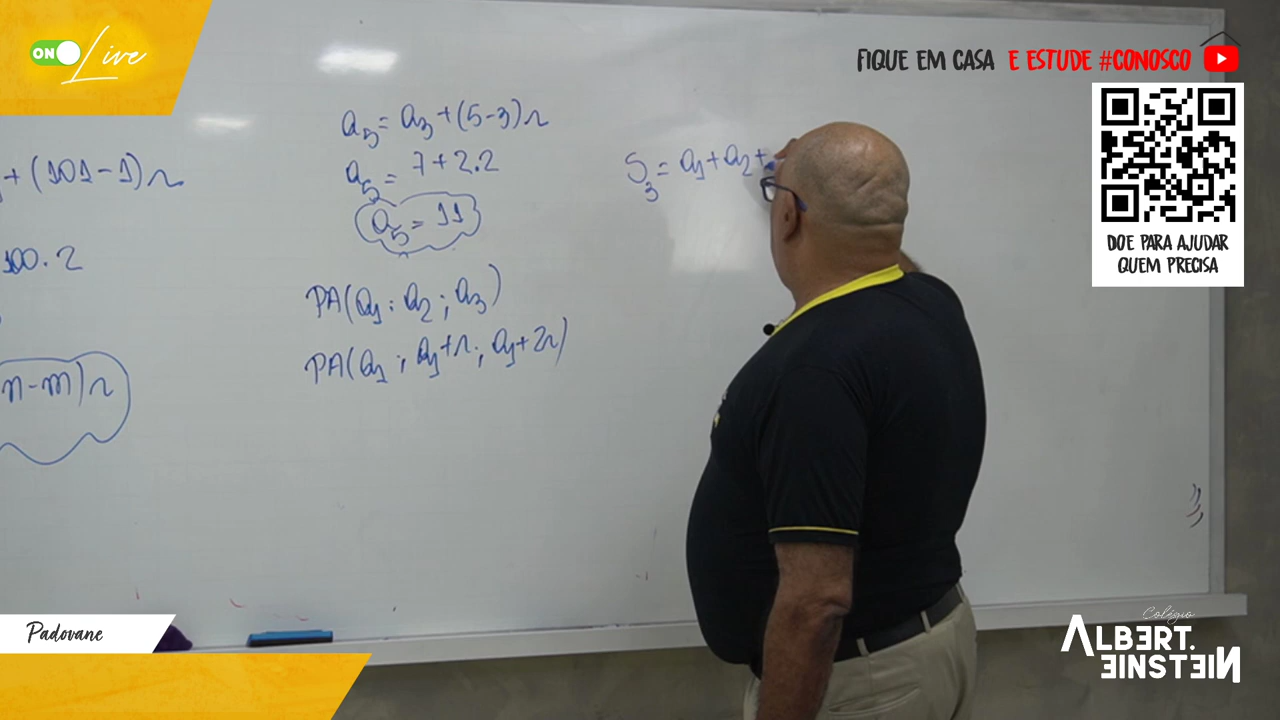 ON Live
FIQUE EM CASA E ESTUDE #CONOSCO
DOE PARA AJUDAR
QUEM PRECISA
+ (101-1)r
100.2
n-m)r
a5 = a3 + (5-3)r
a5 = 7+2.2
a5 = 11
PA(a1; a2; a3)
PA(a1; a1+r; a1+2r)
S3 = a1+a2+
Padovane
Colégio
ALBERT.
EINSTEIN